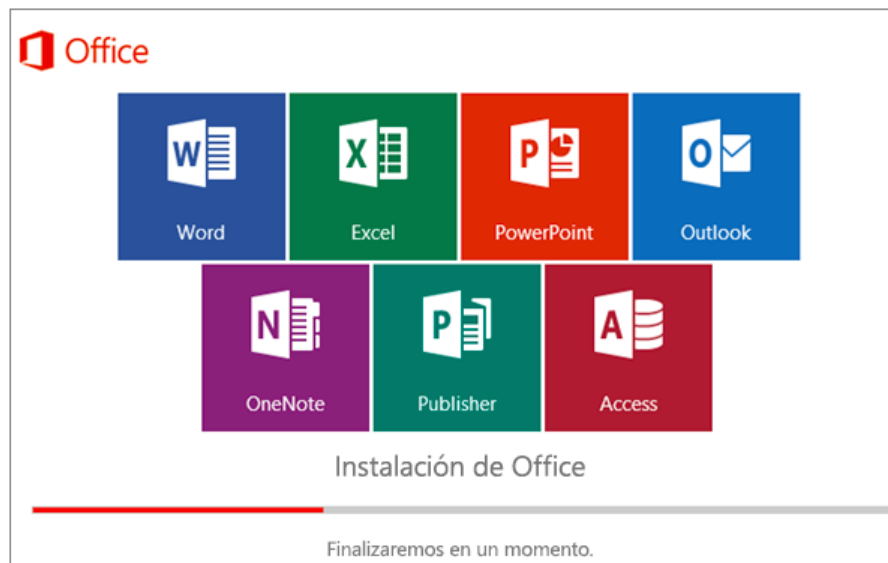 Office
Word Excel PowerPoint Outlook
OneNote Publisher Access
Instalación de Office
Finalizaremos en un momento.